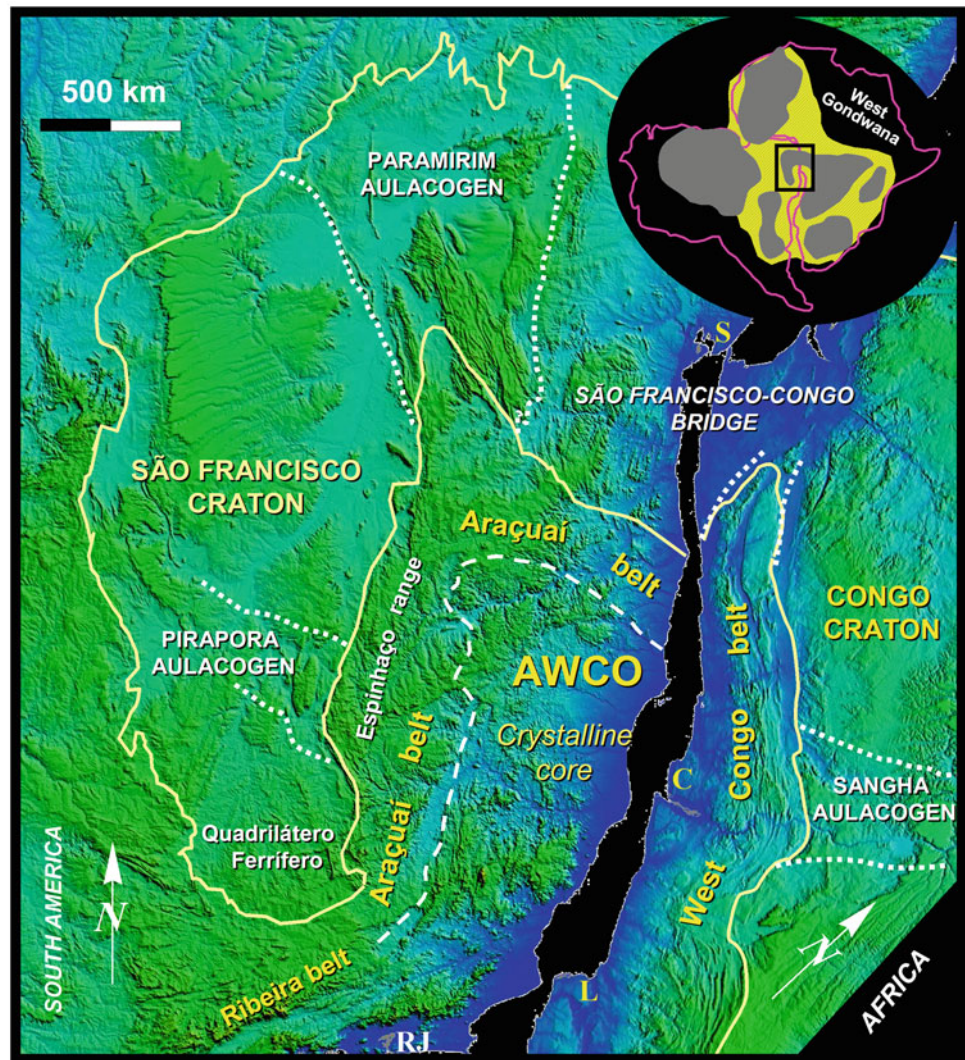 500 km
West
Gondwana
PARAMIRIM
AULACOGEN
S
SÃO FRANCISCO-CONGO
BRIDGE
SÃO FRANCISCO
CRATON
Araçuaí
belt
Espinhaço range
PIRAPORA
AULACOGEN
AWCO
Crystalline
core
Araçuaí belt
C
West Congo belt
CONGO
CRATON
SANGHA
AULACOGEN
Quadrilátero
Ferrífero
SOUTH AMERICA
N
Ribeira belt
RJ
L
N
AFRICA